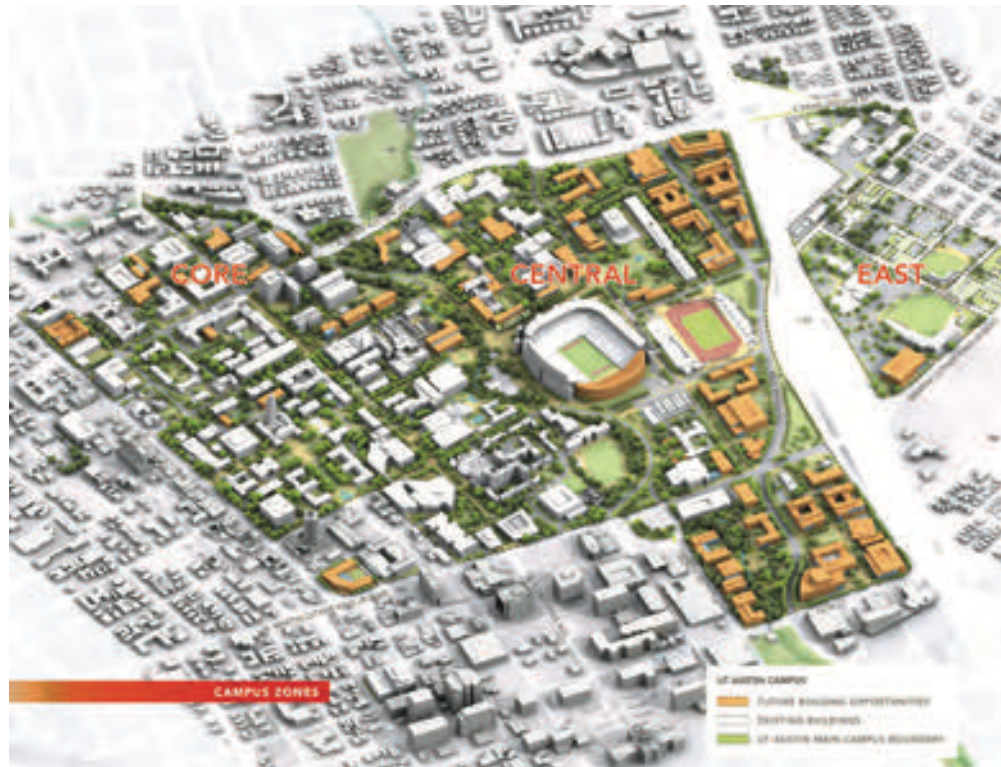 CORE
CENTRAL
EAST
CAMPUS ZONES
UT AUSTIN CAMPUS
FUTURE BUILDING OPPORTUNITIES
EXISTING BUILDINGS
UT AUSTIN MAIN CAMPUS BOUNDARY